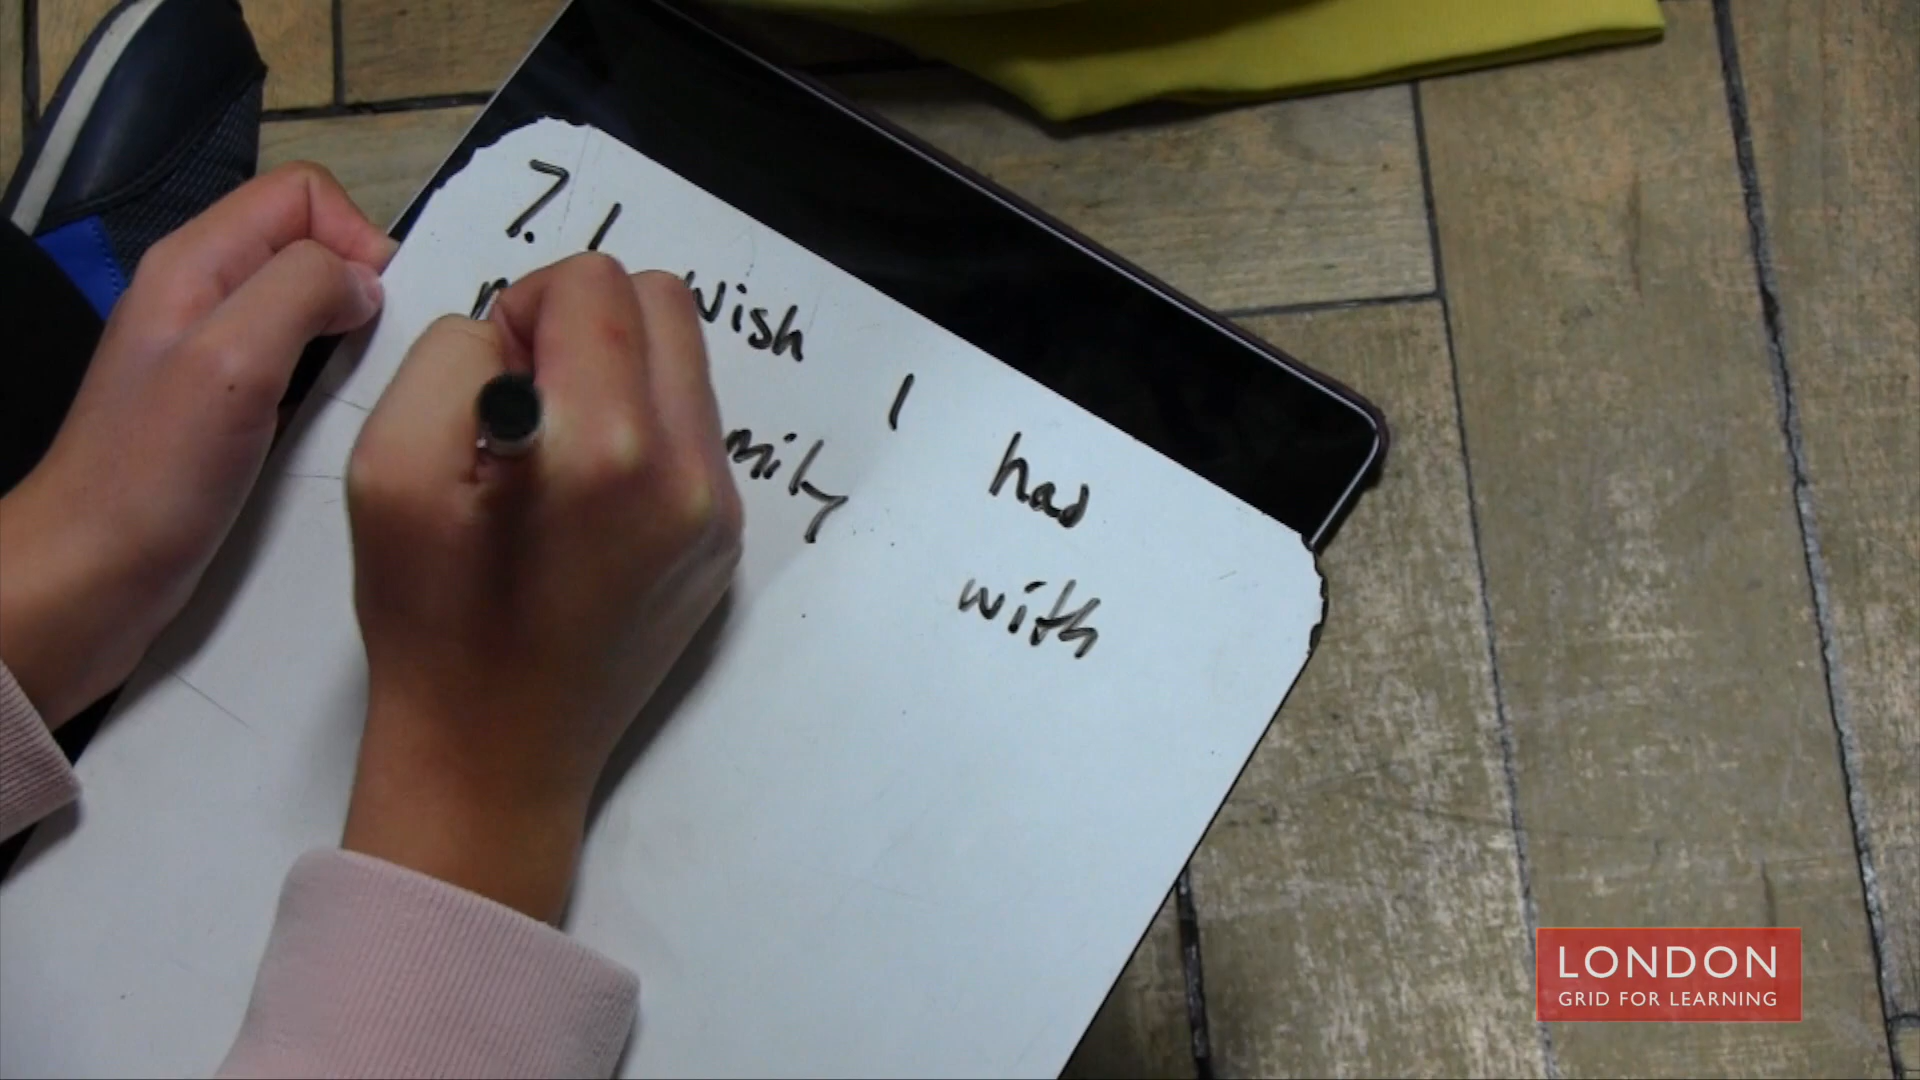 7. I wish I had
with
LONDON
GRID FOR LEARNING